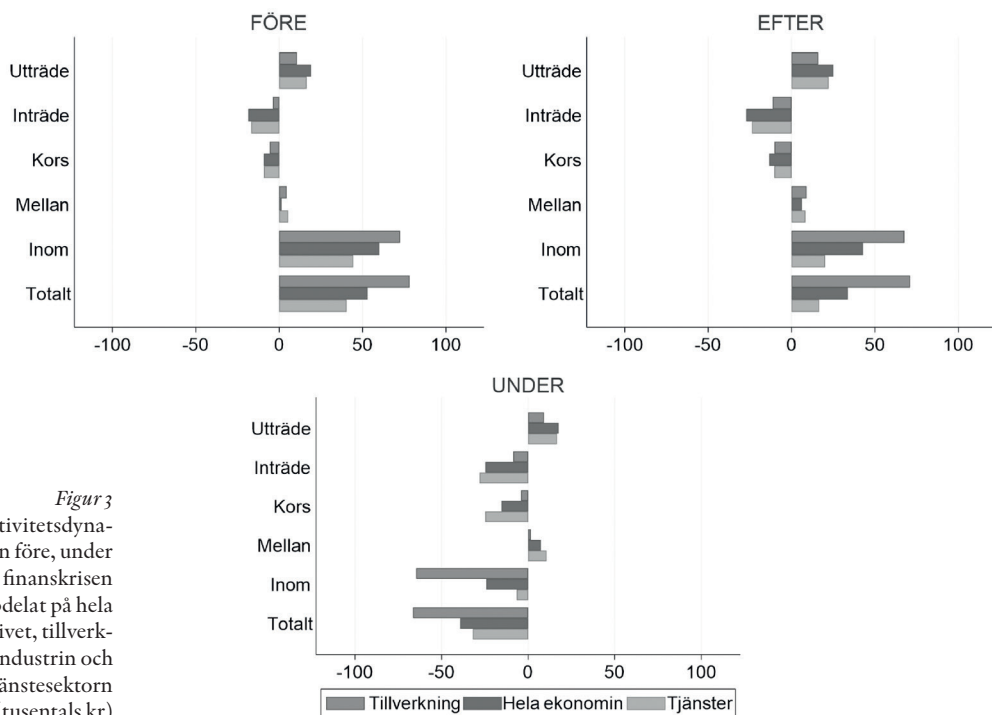 FÖRE
Utträde
Inträde
Kors
Mellan
Inom
Totalt
-100 -50 0 50 100
EFTER
Utträde
Inträde
Kors
Mellan
Inom
Totalt
-100 -50 0 50 100
UNDER
Utträde
Inträde
Kors
Mellan
Inom
Totalt
-100 -50 0 50 100
Tillverkning Hela ekonomin Tjänster
Figur 3
tivitetsdyna-
n före, under
finanskrisen
delat på hela
ivet, tillverk-
ndustrin och
änstesektorn
tusentals kr)